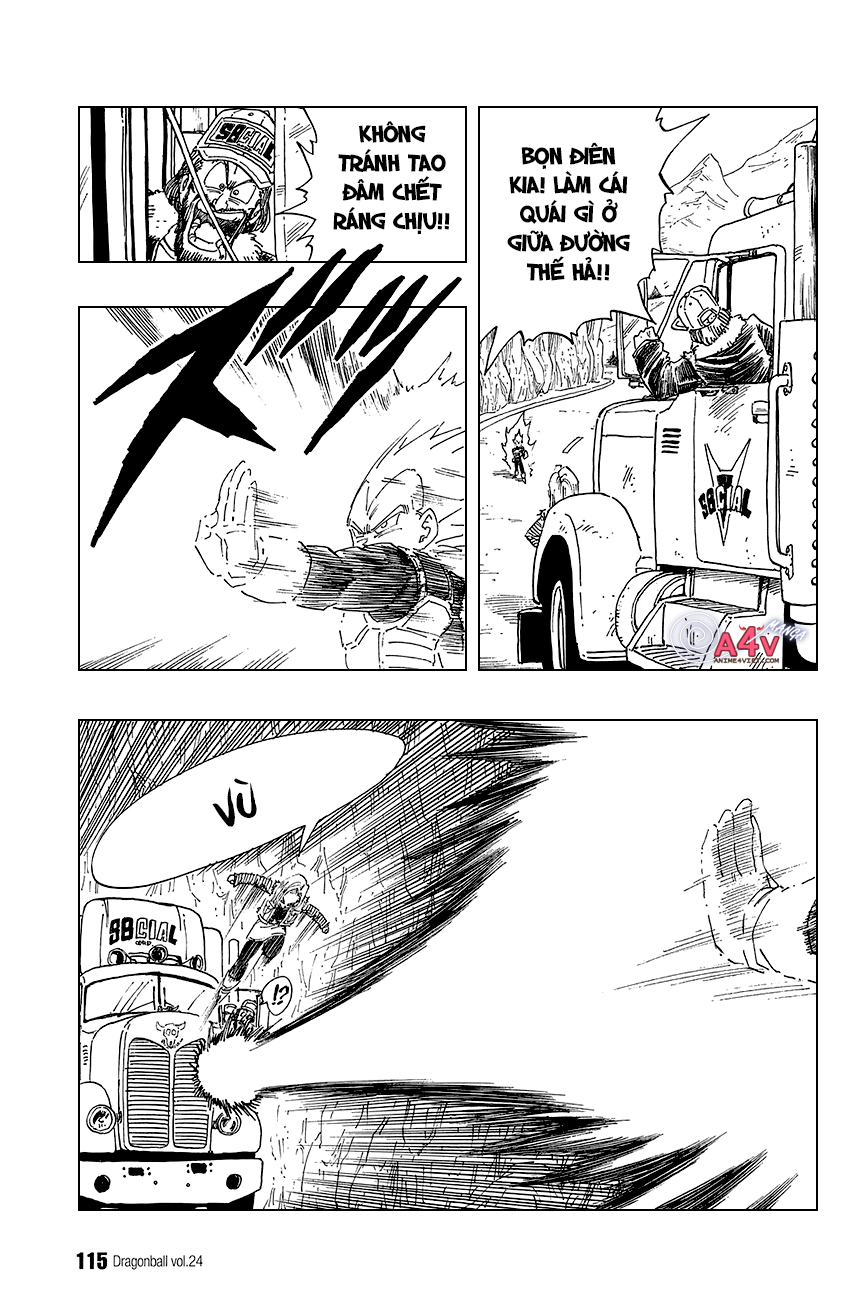 BỌN ĐIÊN
KIA! LÀM CÁI
QUÁI GÌ Ở
GIỮA ĐƯỜNG
THẾ HẢ!!
SBCIAL
A4V
MANGA
ANIME4VIET.COM
SBCIAL
KHÔNG
TRÁNH TAO
ĐÂM CHẾT
RÁNG CHỊU!!
VÙ
SBCIAL
!?
115 Dragonball vol.24